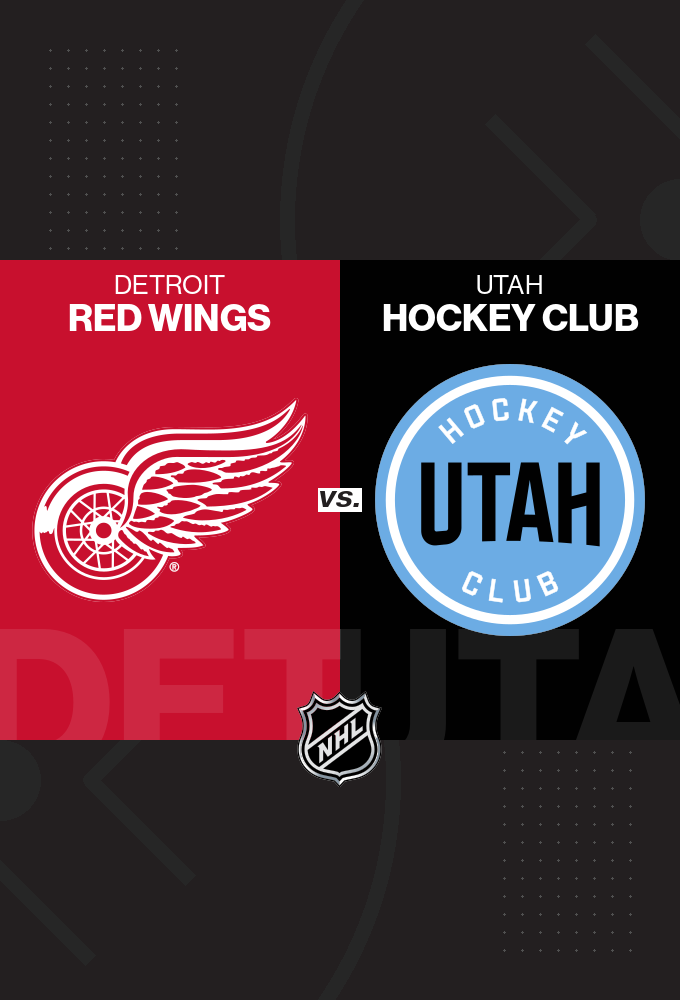 DETROIT
RED WINGS
UTAH
HOCKEY CLUB
HOCKEY
UTAH
CLUB
vs.
®
DET
UTA
NHL